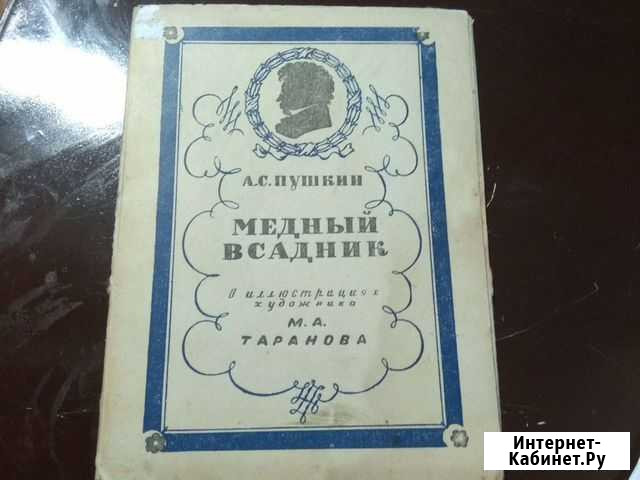 А.С.ПУШКИН
МЕДНЫЙ
ВСАДНИК
в иллюстрациях
художника
М.А.
ТАРАНОВА
Интернет-
Кабинет.Ру